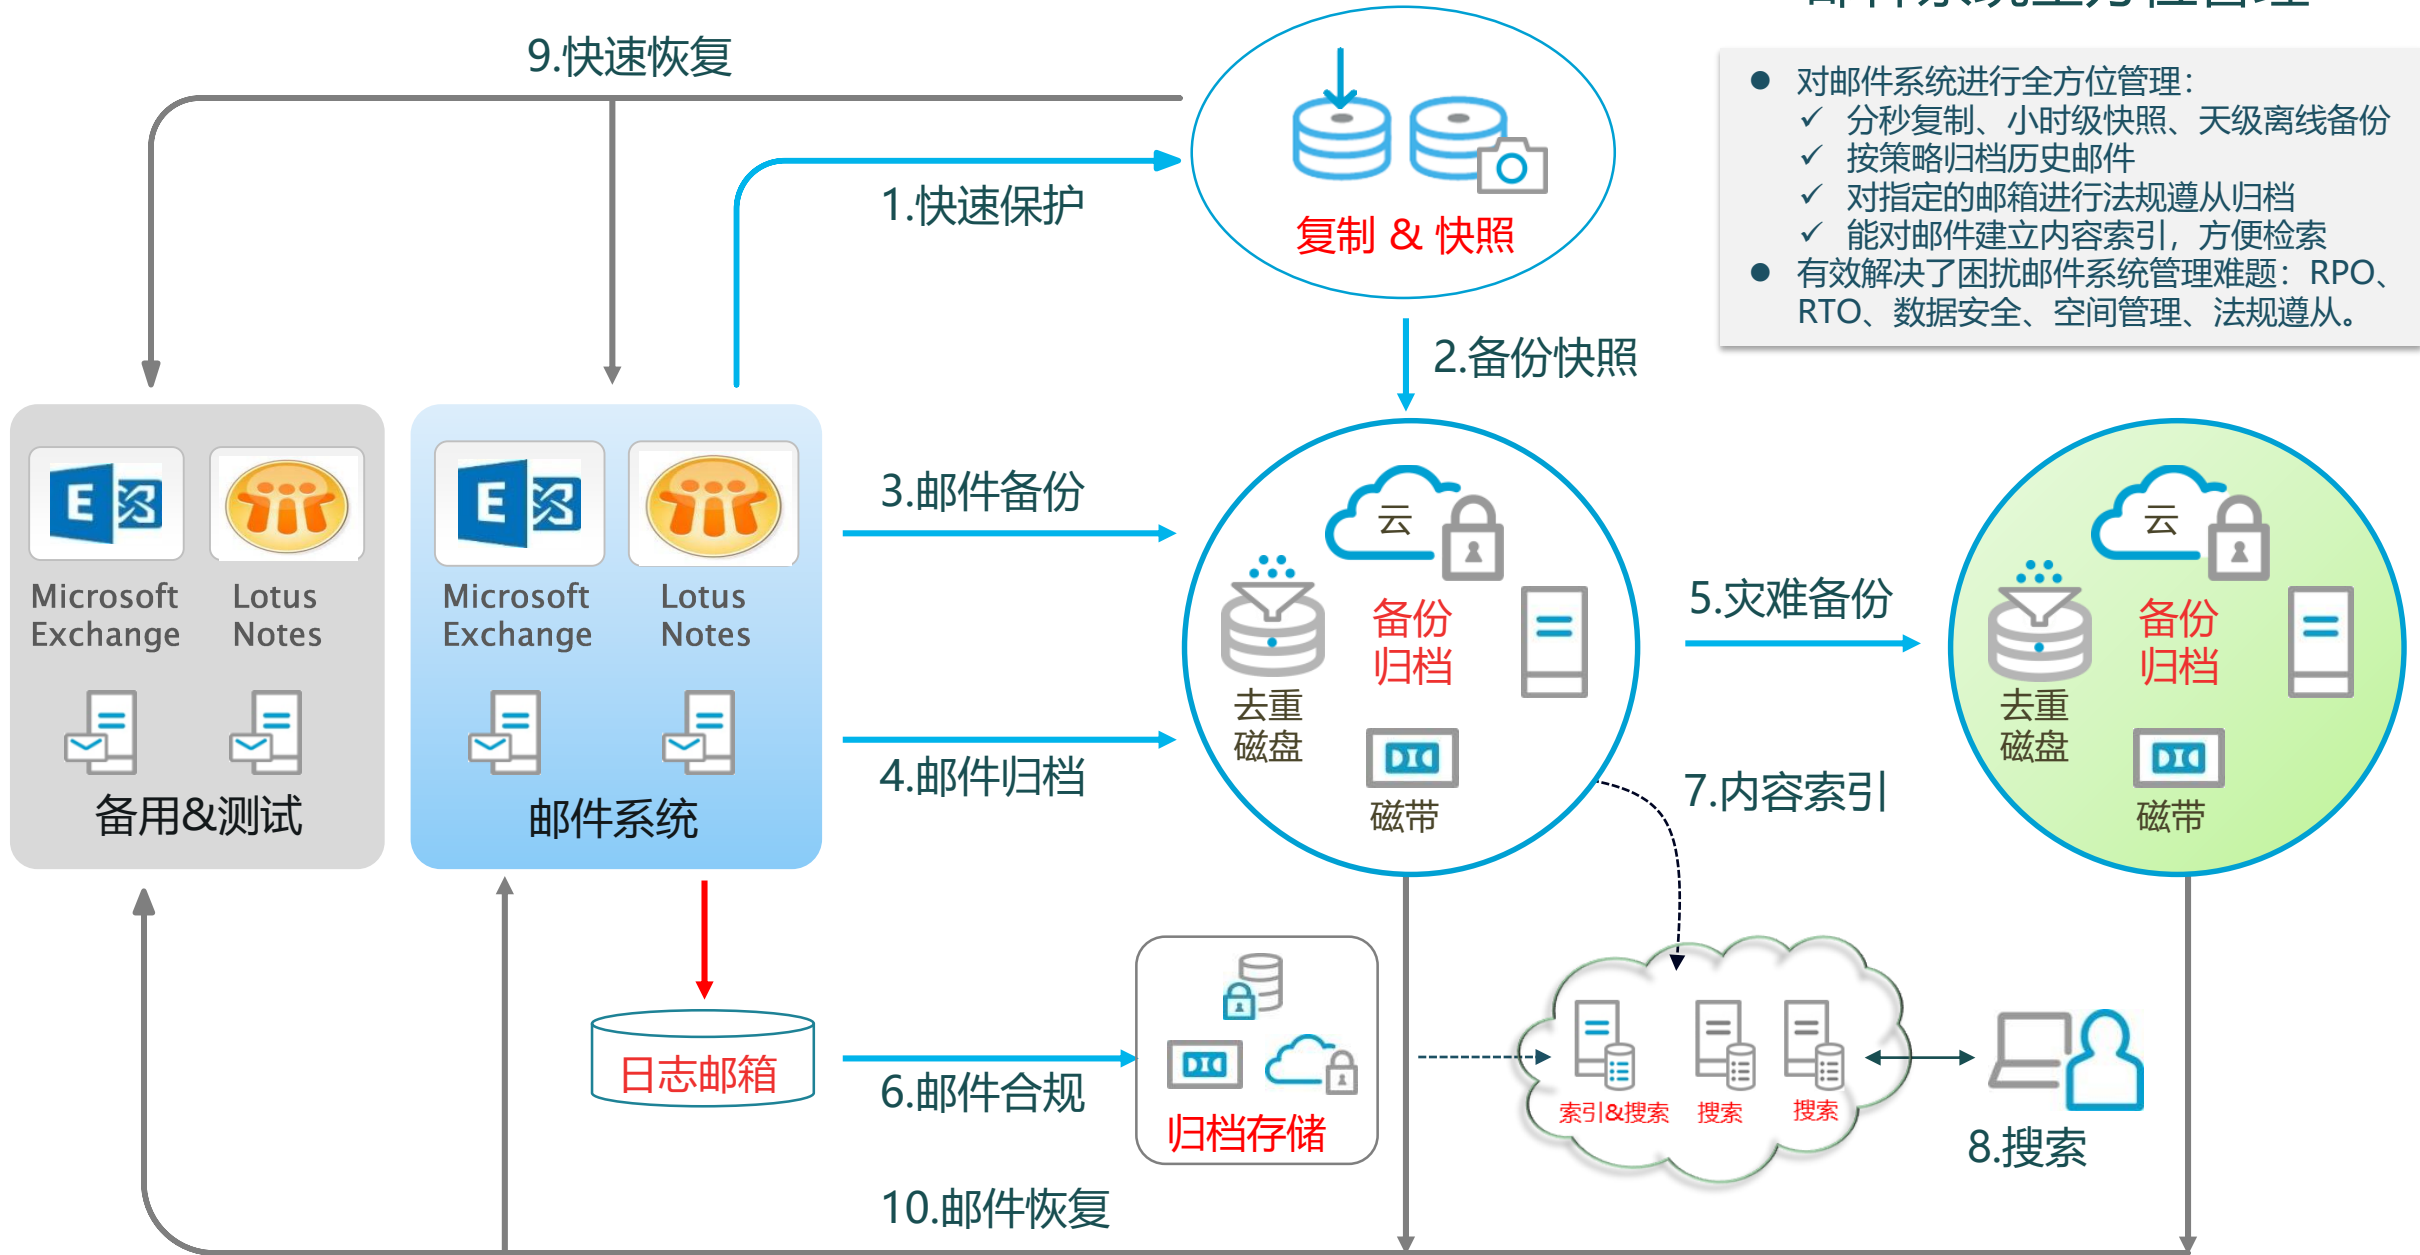 邮件系统全方位管理
9.快速恢复
对邮件系统进行全方位管理：
分秒复制、小时级快照、天级离线备份
按策略归档历史邮件
对指定的邮箱进行法规遵从归档
能对邮件建立内容索引，方便检索
有效解决了困扰邮件系统管理难题：RPO、
RTO、数据安全、空间管理、法规遵从。
1.快速保护
复制 & 快照
2.备份快照
Microsoft
Exchange
Lotus
Notes
备用&测试
Microsoft
Exchange
Lotus
Notes
邮件系统
3.邮件备份
4.邮件归档
云
备份
归档
去重
磁盘
磁带
5.灾难备份
云
备份
归档
去重
磁盘
磁带
7.内容索引
日志邮箱
6.邮件合规
归档存储
索引&搜索
搜索
搜索
8.搜索
10.邮件恢复